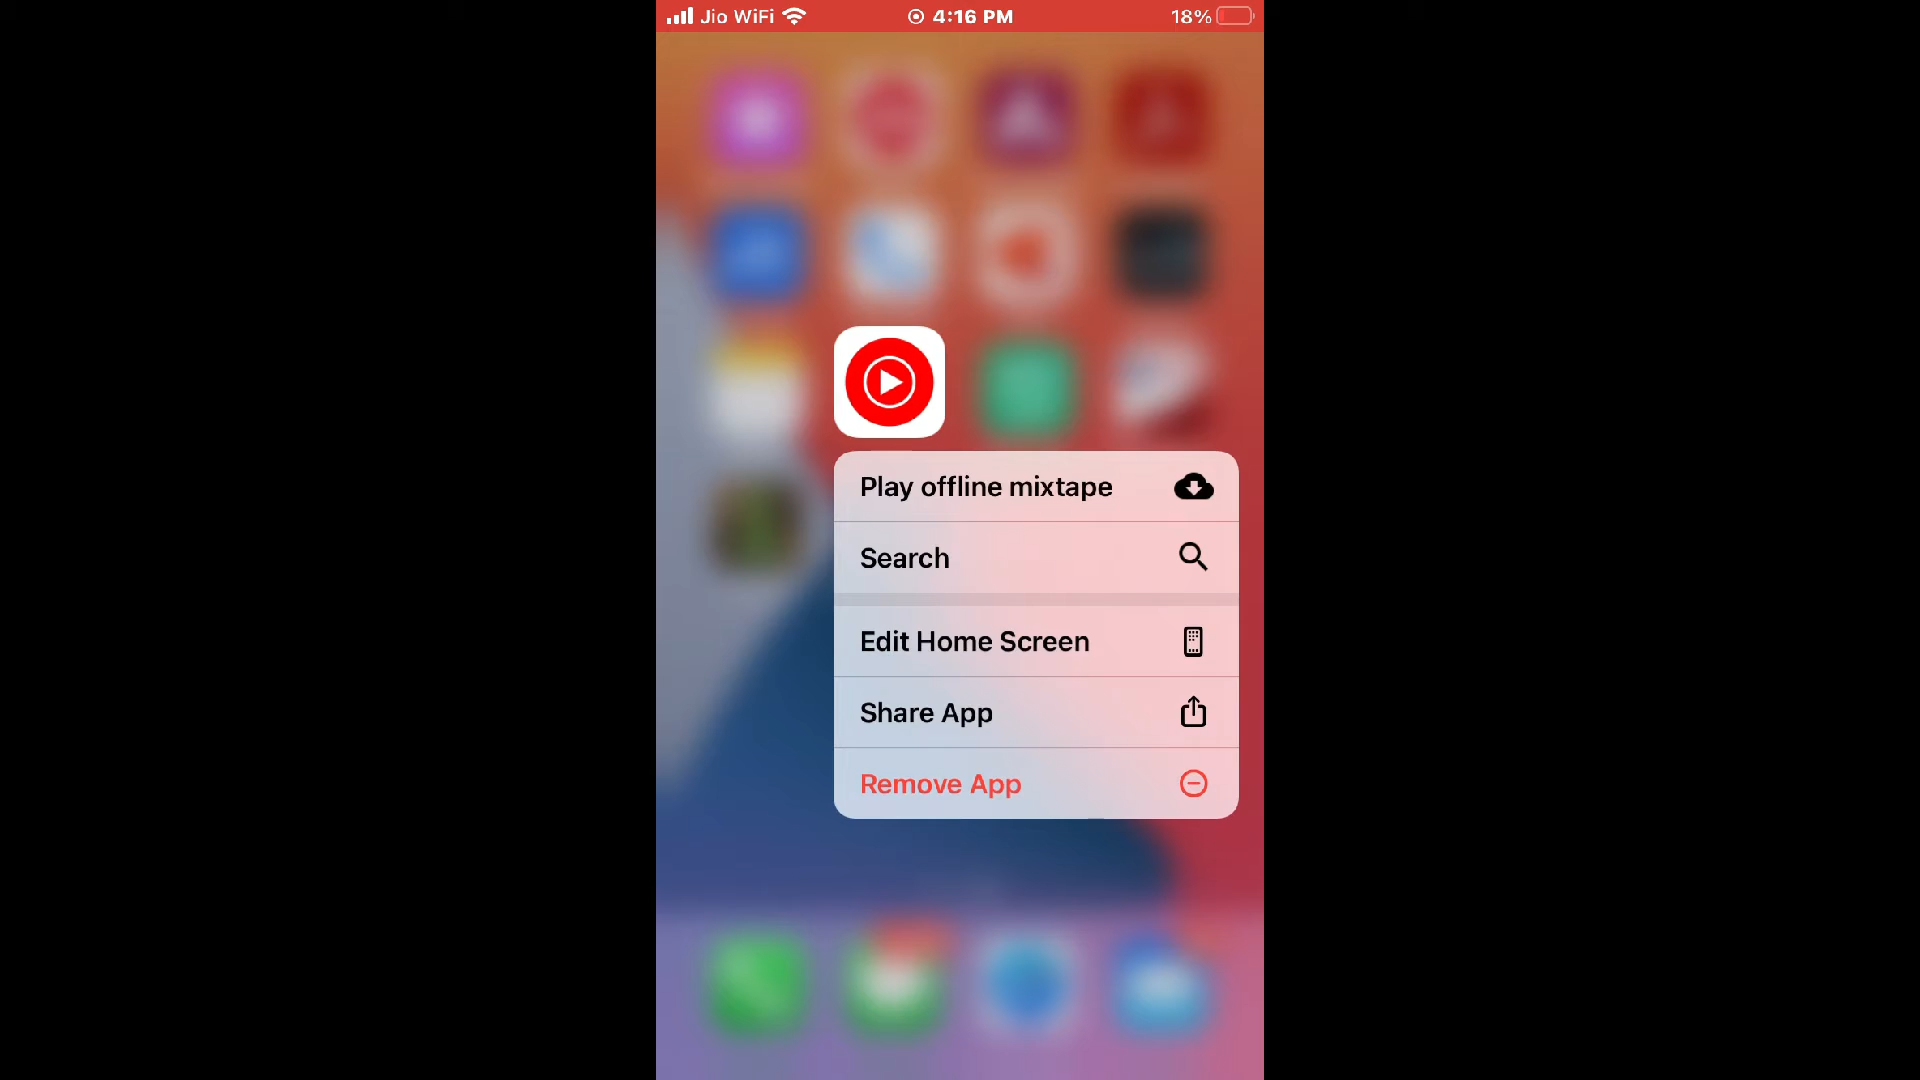 Jio WiFi 4:16 PM 18%
Play offline mixtape
Search
Edit Home Screen
Share App
Remove App